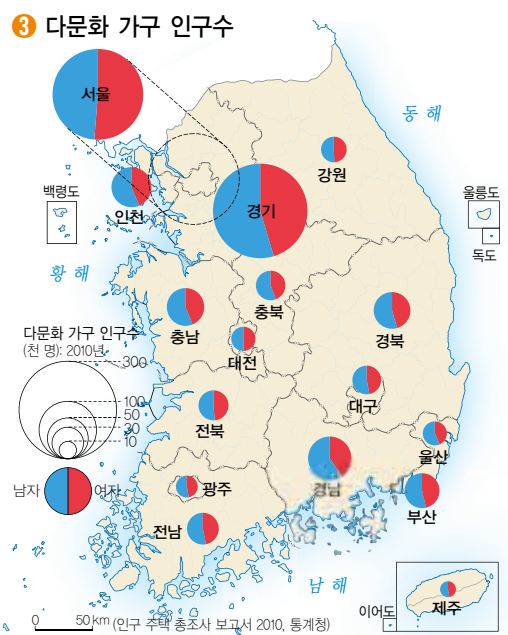 3 다문화 가구 인구수
서울
동 해
강원
백령도
인천
경기
울릉도
독도
황 해
충북
충남
경북
다문화 가구 인구수
(천 명): 2010년
대전
300
100
50
30
10
대구
전북
울산
남자
여자
광주
경남
부산
전남
남 해
이어도
제주
0 50 km (인구 주택 총조사 보고서 2010, 통계청)